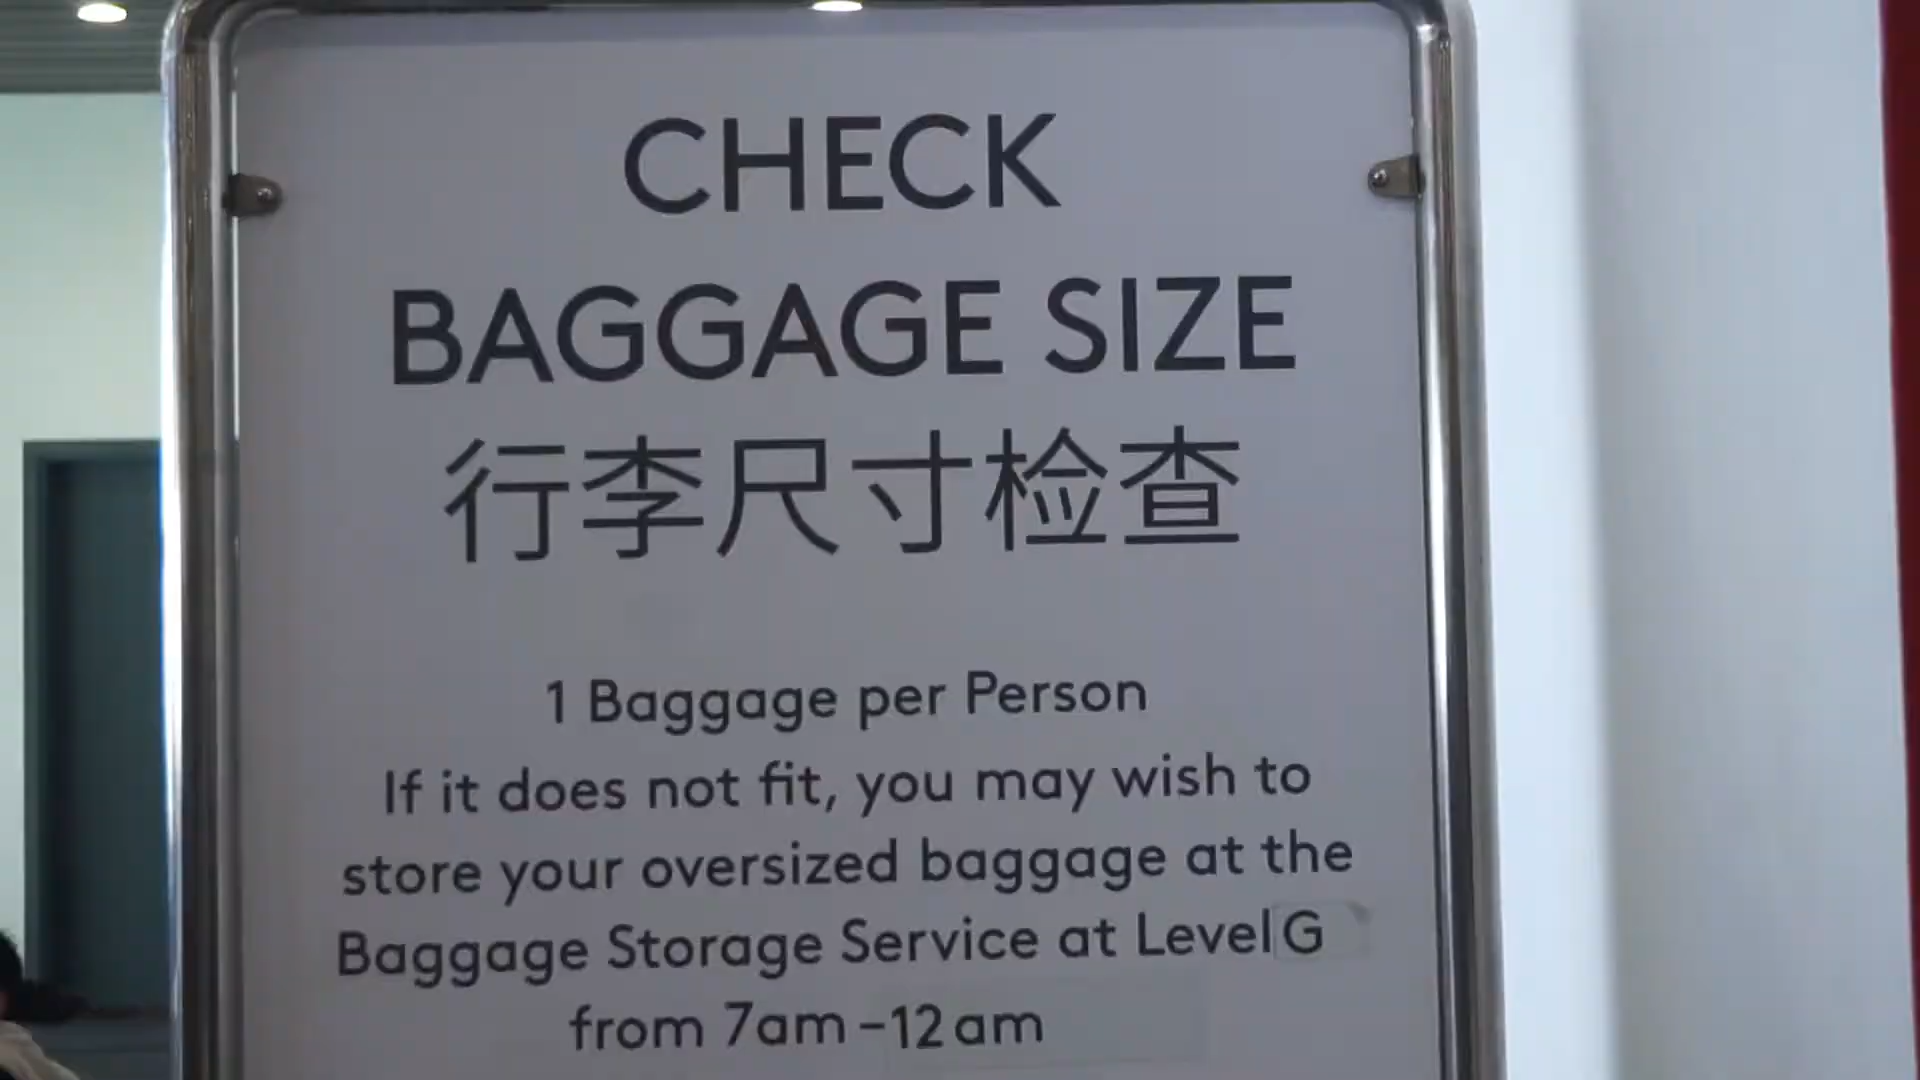 CHECK
BAGGAGE SIZE
行李尺寸检查
1 Baggage per Person
If it does not fit, you may wish to
store your oversized baggage at the
Baggage Storage Service at Level G
from 7am - 12am